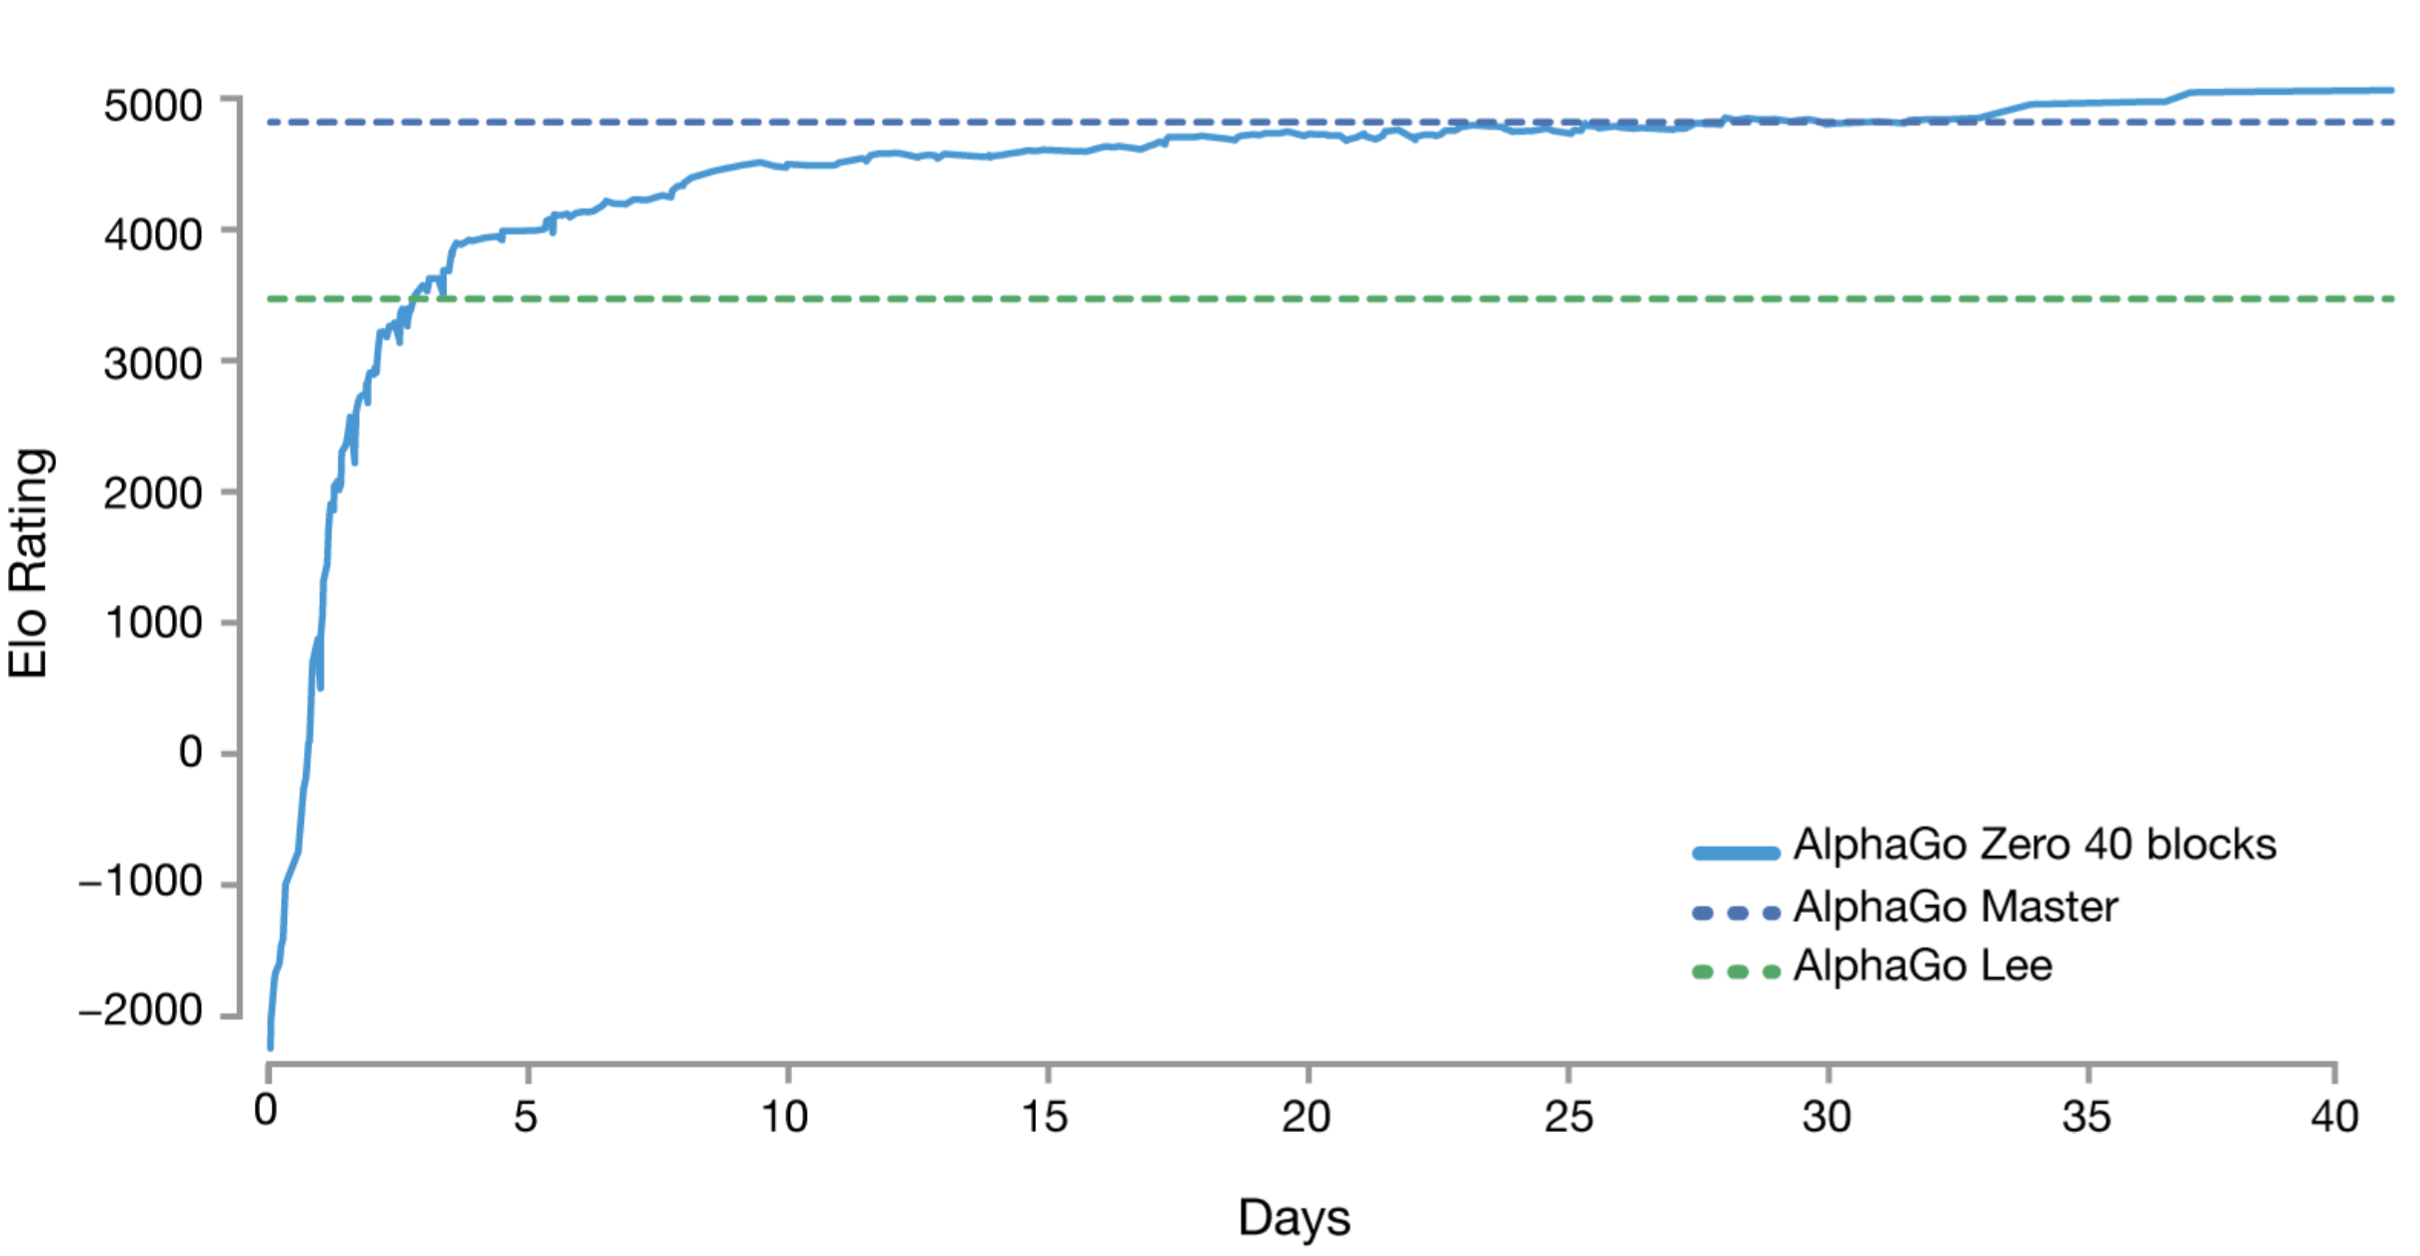 5000
4000
3000
2000
1000
0
−1000
−2000
Elo Rating
AlphaGo Zero 40 blocks
AlphaGo Master
AlphaGo Lee
0 5 10 15 20 25 30 35 40
Days